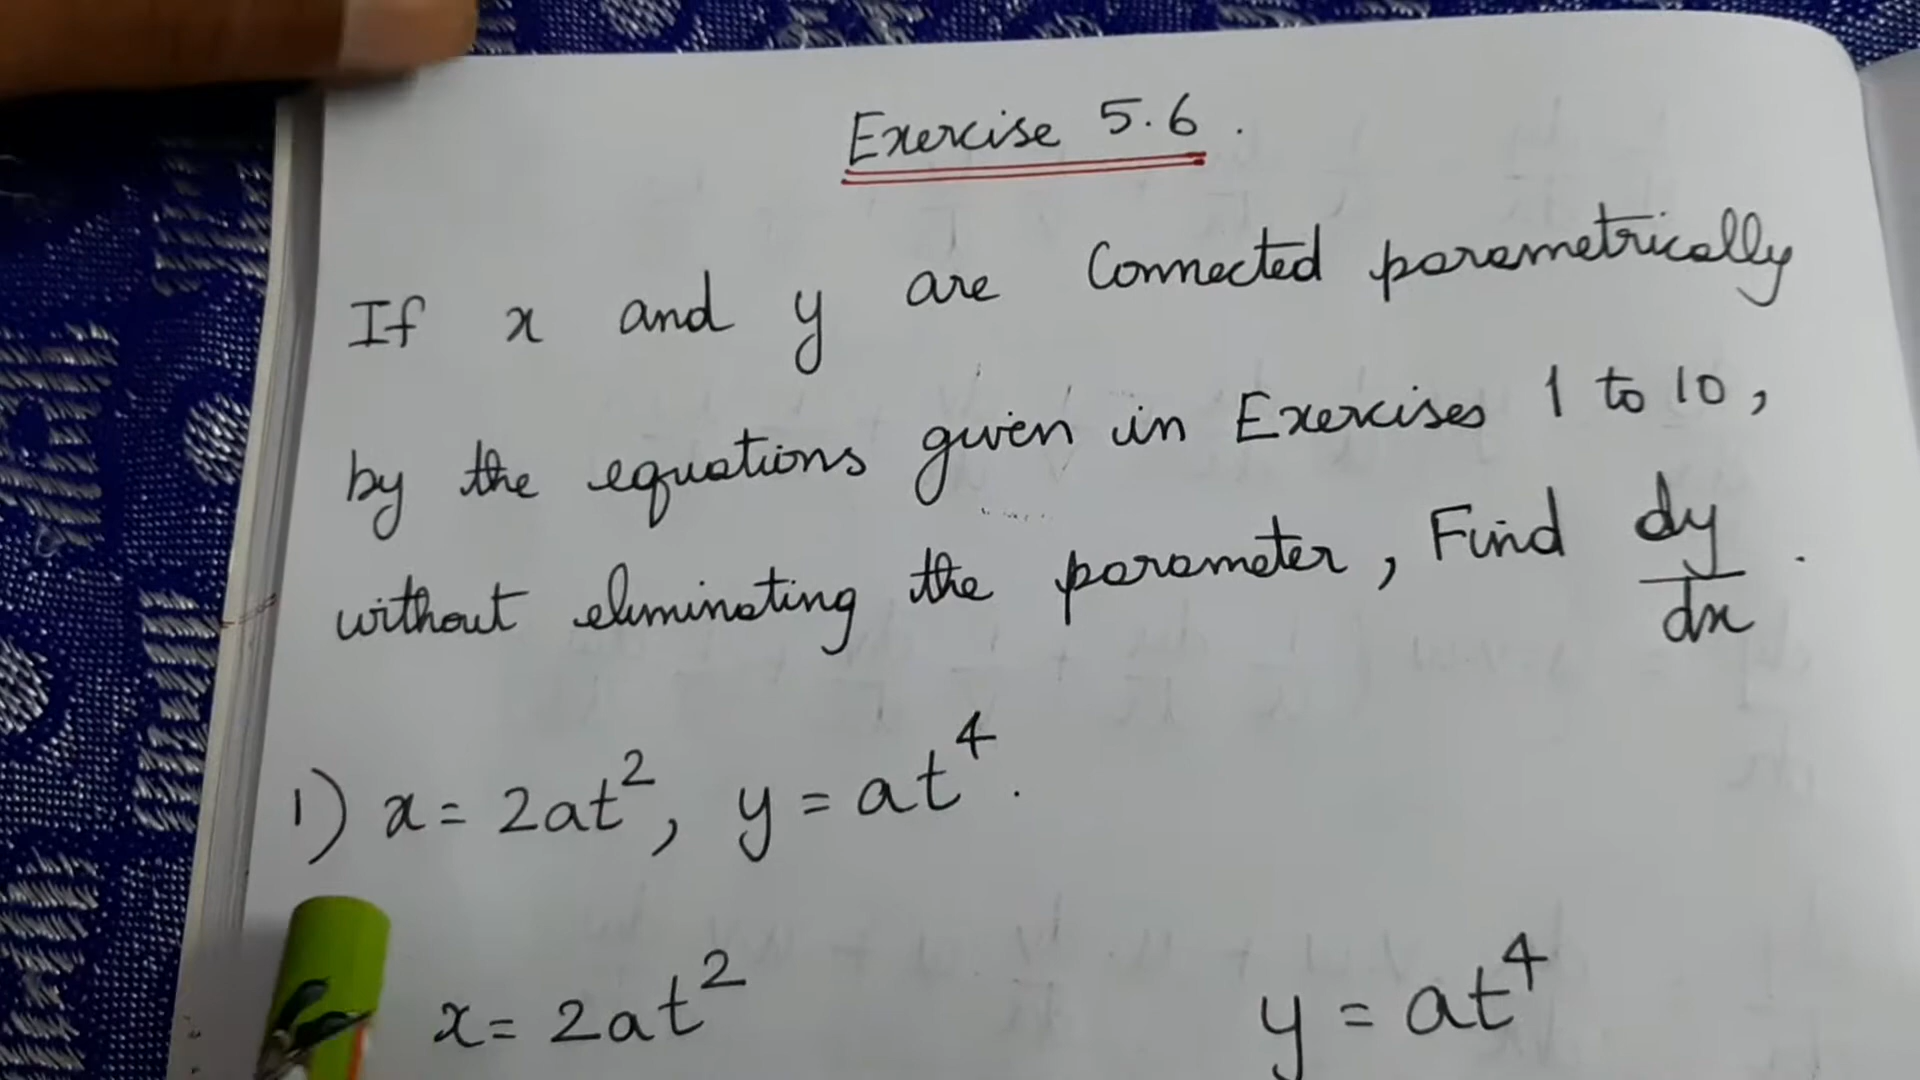 Exercise 5.6.
If x and y are Connected parametrically
by the equations given in Exercises 1 to 10,
without eliminating the parameter, Find dy/dx.
1) x = 2at², y = at⁴.
x = 2at² y = at⁴